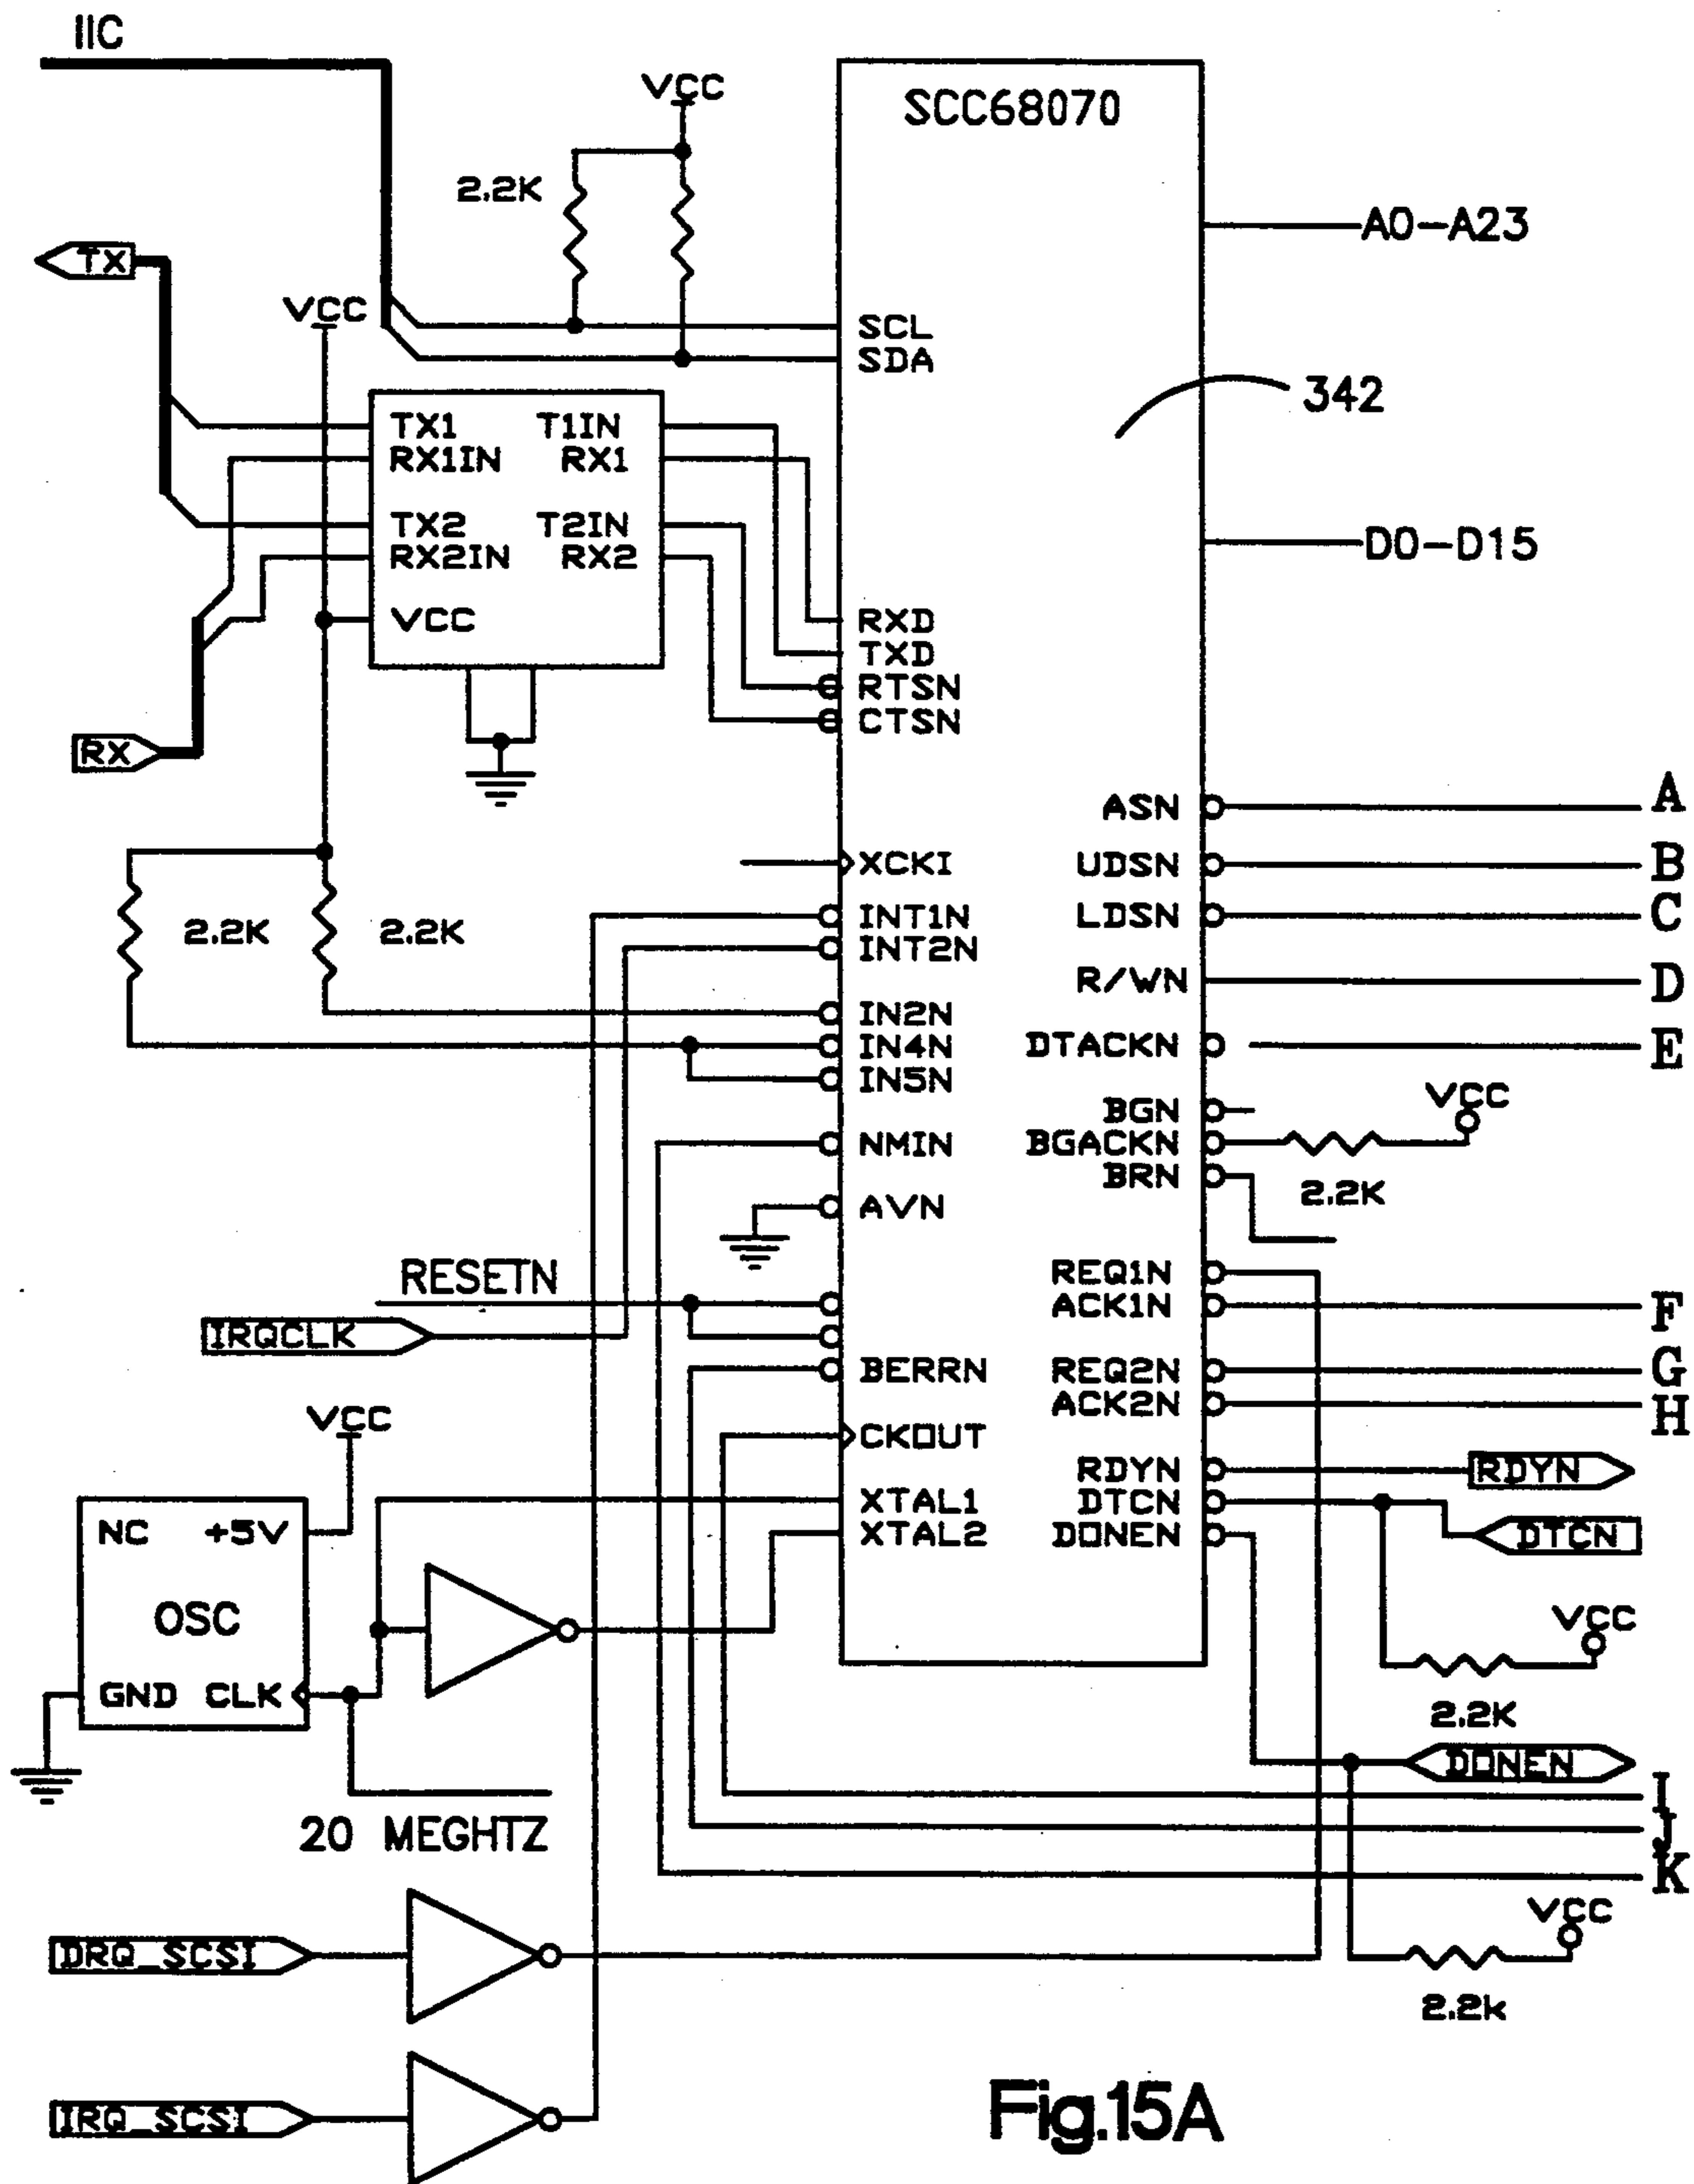 IIC
VCC
SCC68070
2.2K
A0-A23
TX
VCC
SCL
SDA
342
TX1 T1IN
RX1IN RX1
TX2 T2IN
RX2IN RX2
VCC
D0-D15
RXD
TXD
RTSN
CTSN
RX
ASN A
XCKI UDSN B
2.2K 2.2K
INT1N LDSN C
INT2N
R/WN D
IN2N
IN4N DTACKN E
IN5N
BGN VCC
NMIN BGACKN
BRN 2.2K
AVN
RESETN REQ1N
ACK1N F
IRQCLK
BERRN REQ2N G
ACK2N H
VCC
CKOUT
RDYN RDYN
XTAL1 DTCN
XTAL2 DONEN DTCN
NC +5V
OSC
VCC
GND CLK
2.2K
DONEN
I
20 MEGHTZ J
K
VCC
DRQ_SCSI
2.2k
IRQ_SCSI
Fig.15A